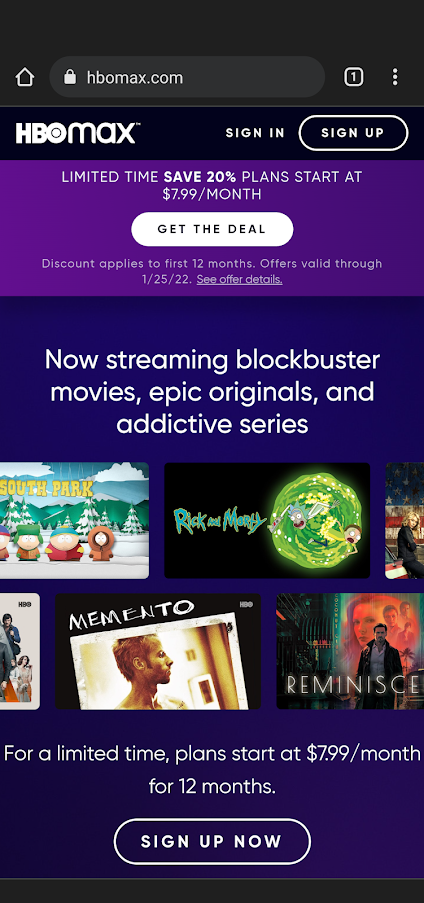 hbomax.com
1
HBOMAX™
SIGN IN
SIGN UP
LIMITED TIME SAVE 20% PLANS START AT
$7.99/MONTH
GET THE DEAL
Discount applies to first 12 months. Offers valid through
1/25/22. See offer details.
Now streaming blockbuster
movies, epic originals, and
addictive series
SOUTH PARK
Rick and Morty
HBO
MEMENTO
HBO
REMINISCE
For a limited time, plans start at $7.99/month
for 12 months.
SIGN UP NOW